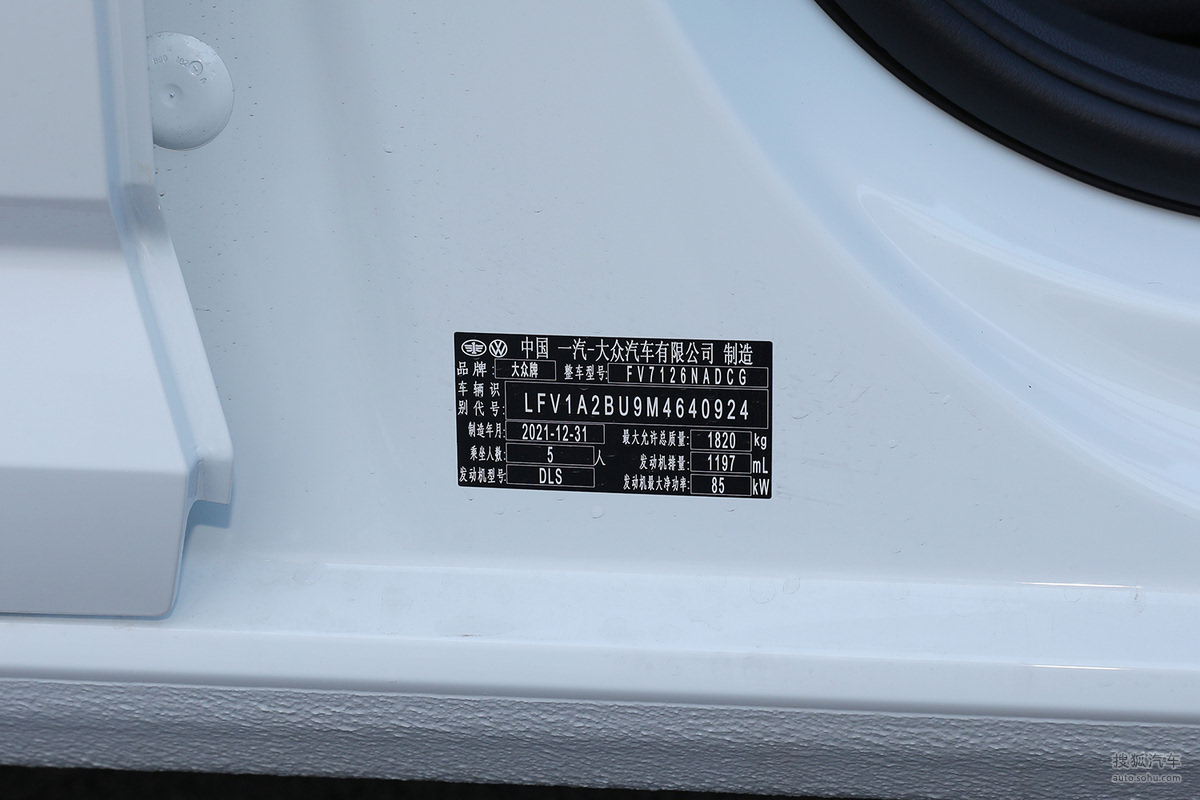 中国 一汽-大众汽车有限公司 制造
品牌: 大众牌 整车型号: FV7126NADCG
车辆识别代号: LFV1A2BU9M4640924
制造年月: 2021-12-31 最大允许总质量: 1820 kg
乘坐人数: 5 人 发动机排量: 1197 mL
发动机型号: DLS 发动机最大净功率: 85 kW
搜狐汽车
auto.sohu.com